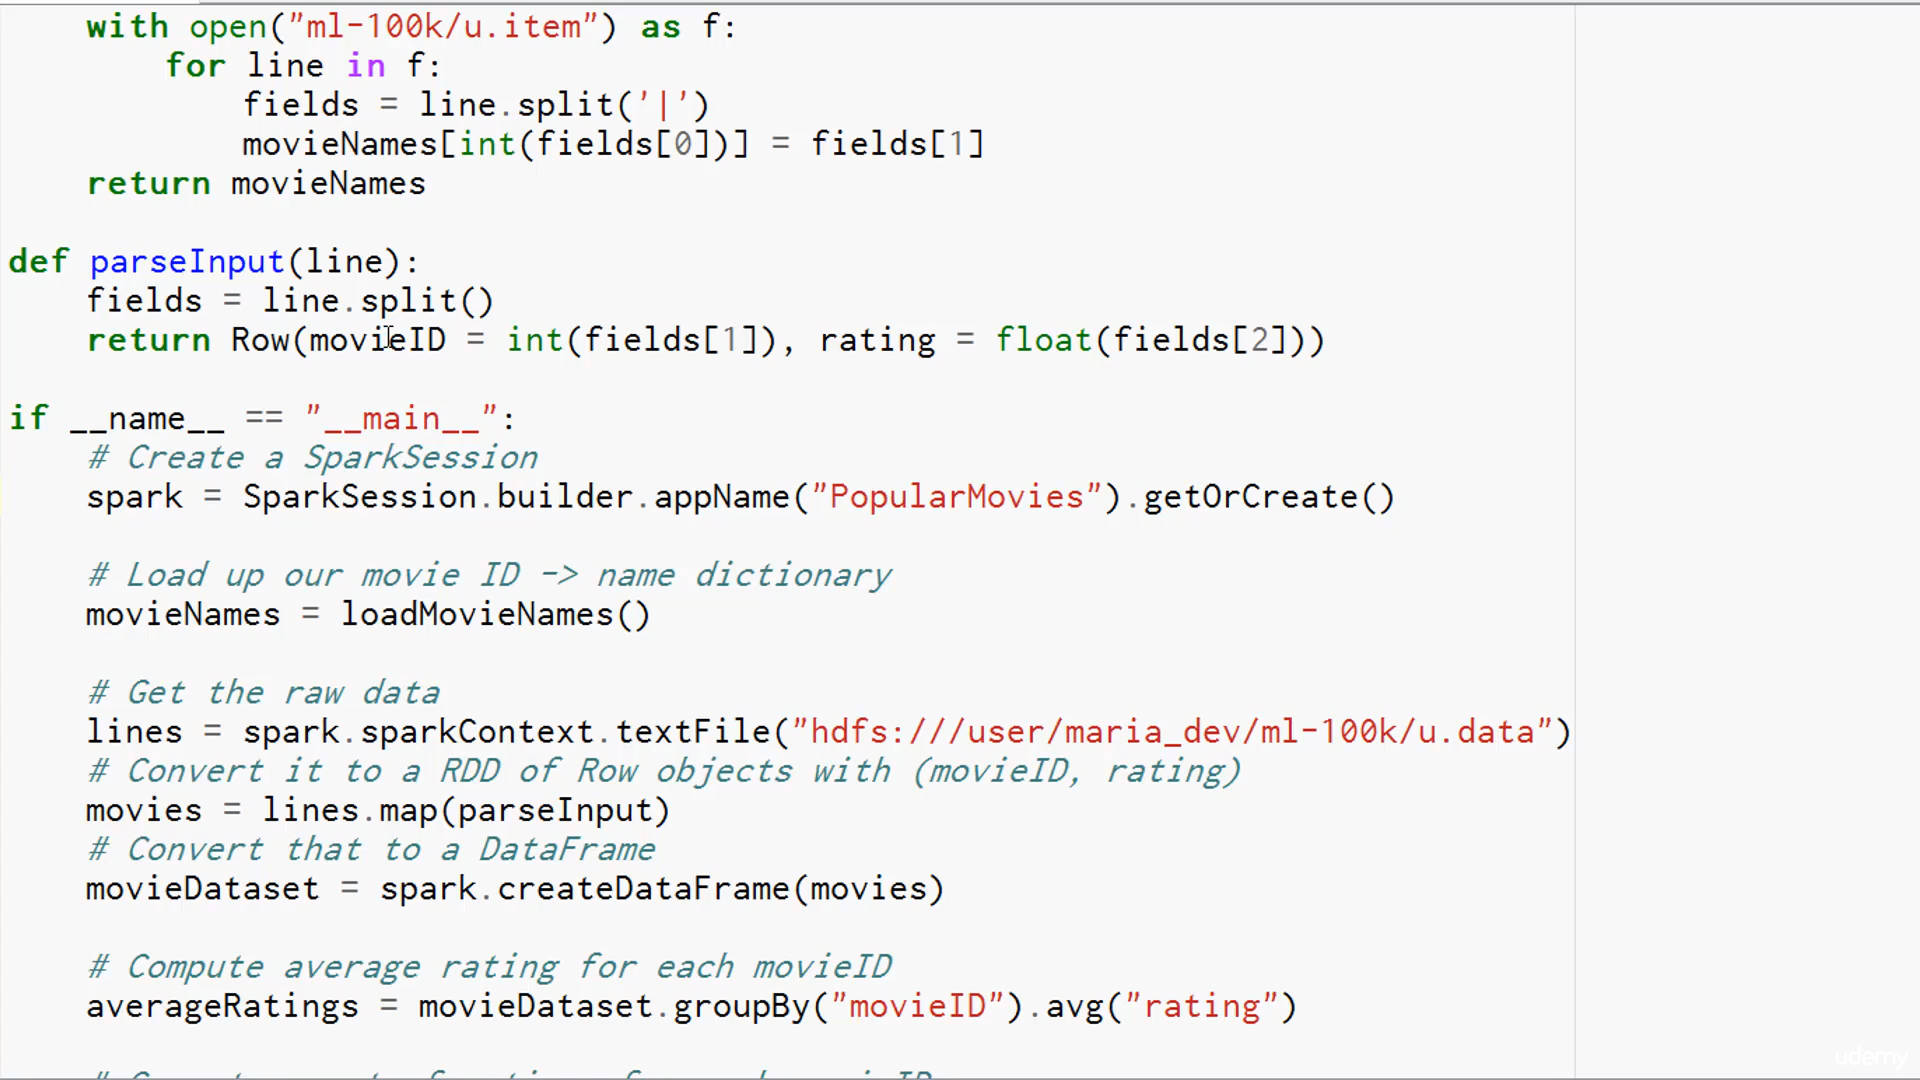 with open("ml-100k/u.item") as f:
for line in f:
fields = line.split('|')
movieNames[int(fields[0])] = fields[1]
return movieNames
def parseInput(line):
fields = line.split()
return Row(movieID = int(fields[1]), rating = float(fields[2]))
if __name__ == "__main__":
# Create a SparkSession
spark = SparkSession.builder.appName("PopularMovies").getOrCreate()
# Load up our movie ID -> name dictionary
movieNames = loadMovieNames()
# Get the raw data
lines = spark.sparkContext.textFile("hdfs:///user/maria_dev/ml-100k/u.data")
# Convert it to a RDD of Row objects with (movieID, rating)
movies = lines.map(parseInput)
# Convert that to a DataFrame
movieDataset = spark.createDataFrame(movies)
# Compute average rating for each movieID
averageRatings = movieDataset.groupBy("movieID").avg("rating")
udemy